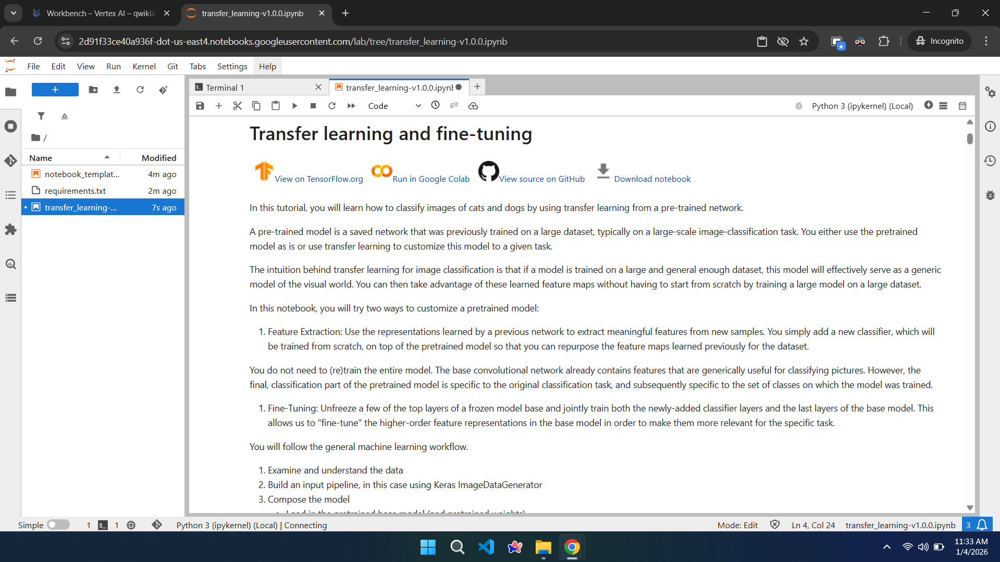 Workbench – Vertex AI – qwikla
transfer_learning-v1.0.0.ipynb
2d91f33ce40a936f-dot-us-east4.notebooks.googleusercontent.com/lab/tree/transfer_learning-v1.0.0.ipynb
Incognito
File Edit View Run Kernel Git Tabs Settings Help
Terminal 1
transfer_learning-v1.0.0.ipynb
Code
git
Python 3 (ipykernel) (Local)
/
Name Modified
notebook_templat... 4m ago
requirements.txt 2m ago
transfer_learning-... 7s ago
Transfer learning and fine-tuning
View on TensorFlow.org Run in Google Colab View source on GitHub Download notebook
In this tutorial, you will learn how to classify images of cats and dogs by using transfer learning from a pre-trained network.
A pre-trained model is a saved network that was previously trained on a large dataset, typically on a large-scale image-classification task. You either use the pretrained
model as is or use transfer learning to customize this model to a given task.
The intuition behind transfer learning for image classification is that if a model is trained on a large and general enough dataset, this model will effectively serve as a generic
model of the visual world. You can then take advantage of these learned feature maps without having to start from scratch by training a large model on a large dataset.
In this notebook, you will try two ways to customize a pretrained model:
1. Feature Extraction: Use the representations learned by a previous network to extract meaningful features from new samples. You simply add a new classifier, which will
be trained from scratch, on top of the pretrained model so that you can repurpose the feature maps learned previously for the dataset.
You do not need to (re)train the entire model. The base convolutional network already contains features that are generically useful for classifying pictures. However, the
final, classification part of the pretrained model is specific to the original classification task, and subsequently specific to the set of classes on which the model was trained.
1. Fine-Tuning: Unfreeze a few of the top layers of a frozen model base and jointly train both the newly-added classifier layers and the last layers of the base model. This
allows us to "fine-tune" the higher-order feature representations in the base model in order to make them more relevant for the specific task.
You will follow the general machine learning workflow.
1. Examine and understand the data
2. Build an input pipeline, in this case using Keras ImageDataGenerator
3. Compose the model
Load in the pretrained base model (and pretrained weights)
Simple 1 1 Python 3 (ipykernel) (Local) | Connecting
Mode: Edit Ln 4, Col 24 transfer_learning-v1.0.0.ipynb 3
11:33 AM
1/4/2026